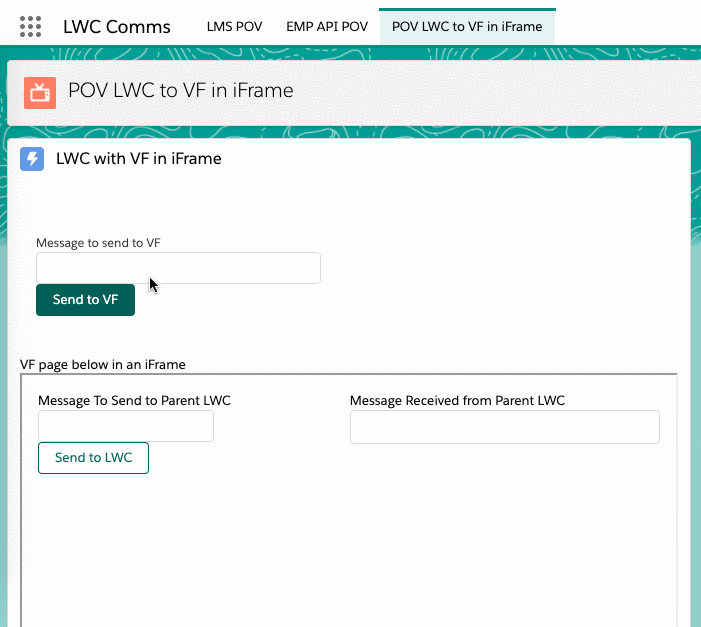 LWC Comms LMS POV EMP API POV POV LWC to VF in iFrame
POV LWC to VF in iFrame
LWC with VF in iFrame
Message to send to VF
Send to VF
VF page below in an iFrame
Message To Send to Parent LWC Message Received from Parent LWC
Send to LWC